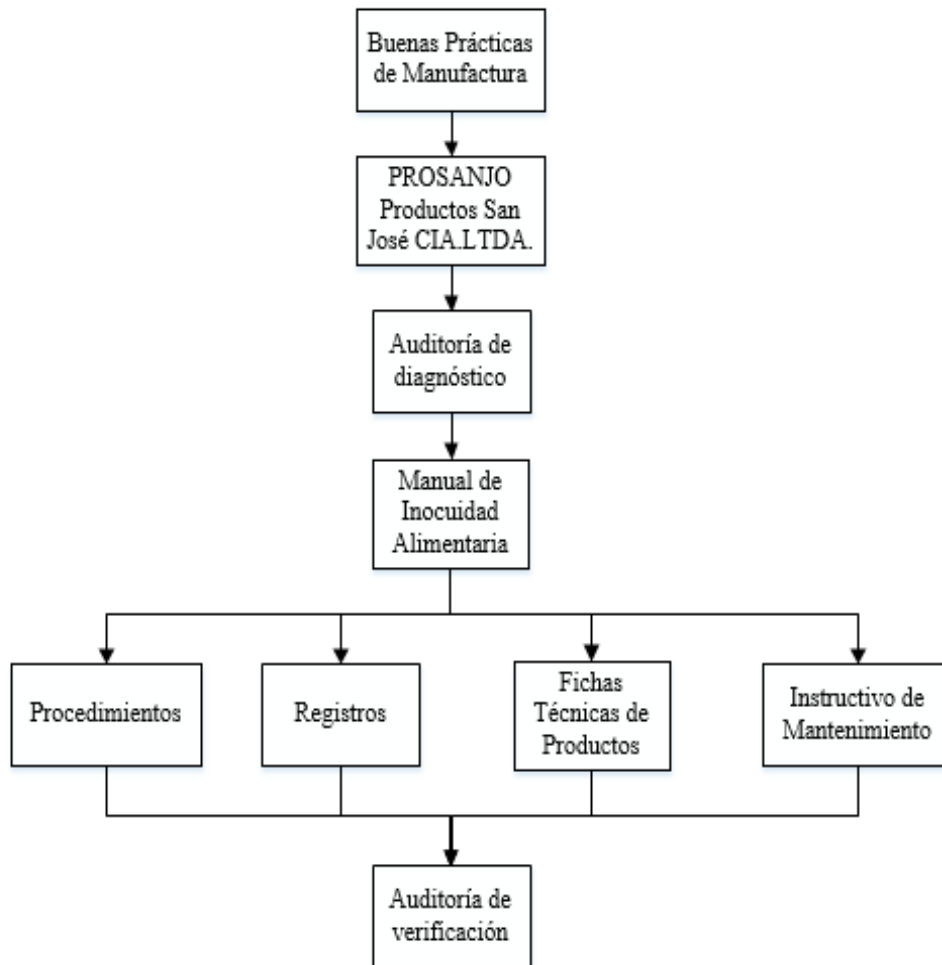 Buenas Prácticas
de Manufactura
PROSANJO
Productos San
José CIA.LTDA.
Auditoría de
diagnóstico
Manual de
Inocuidad
Alimentaria
Procedimientos
Registros
Fichas
Técnicas de
Productos
Instructivo de
Mantenimiento
Auditoría de
verificación